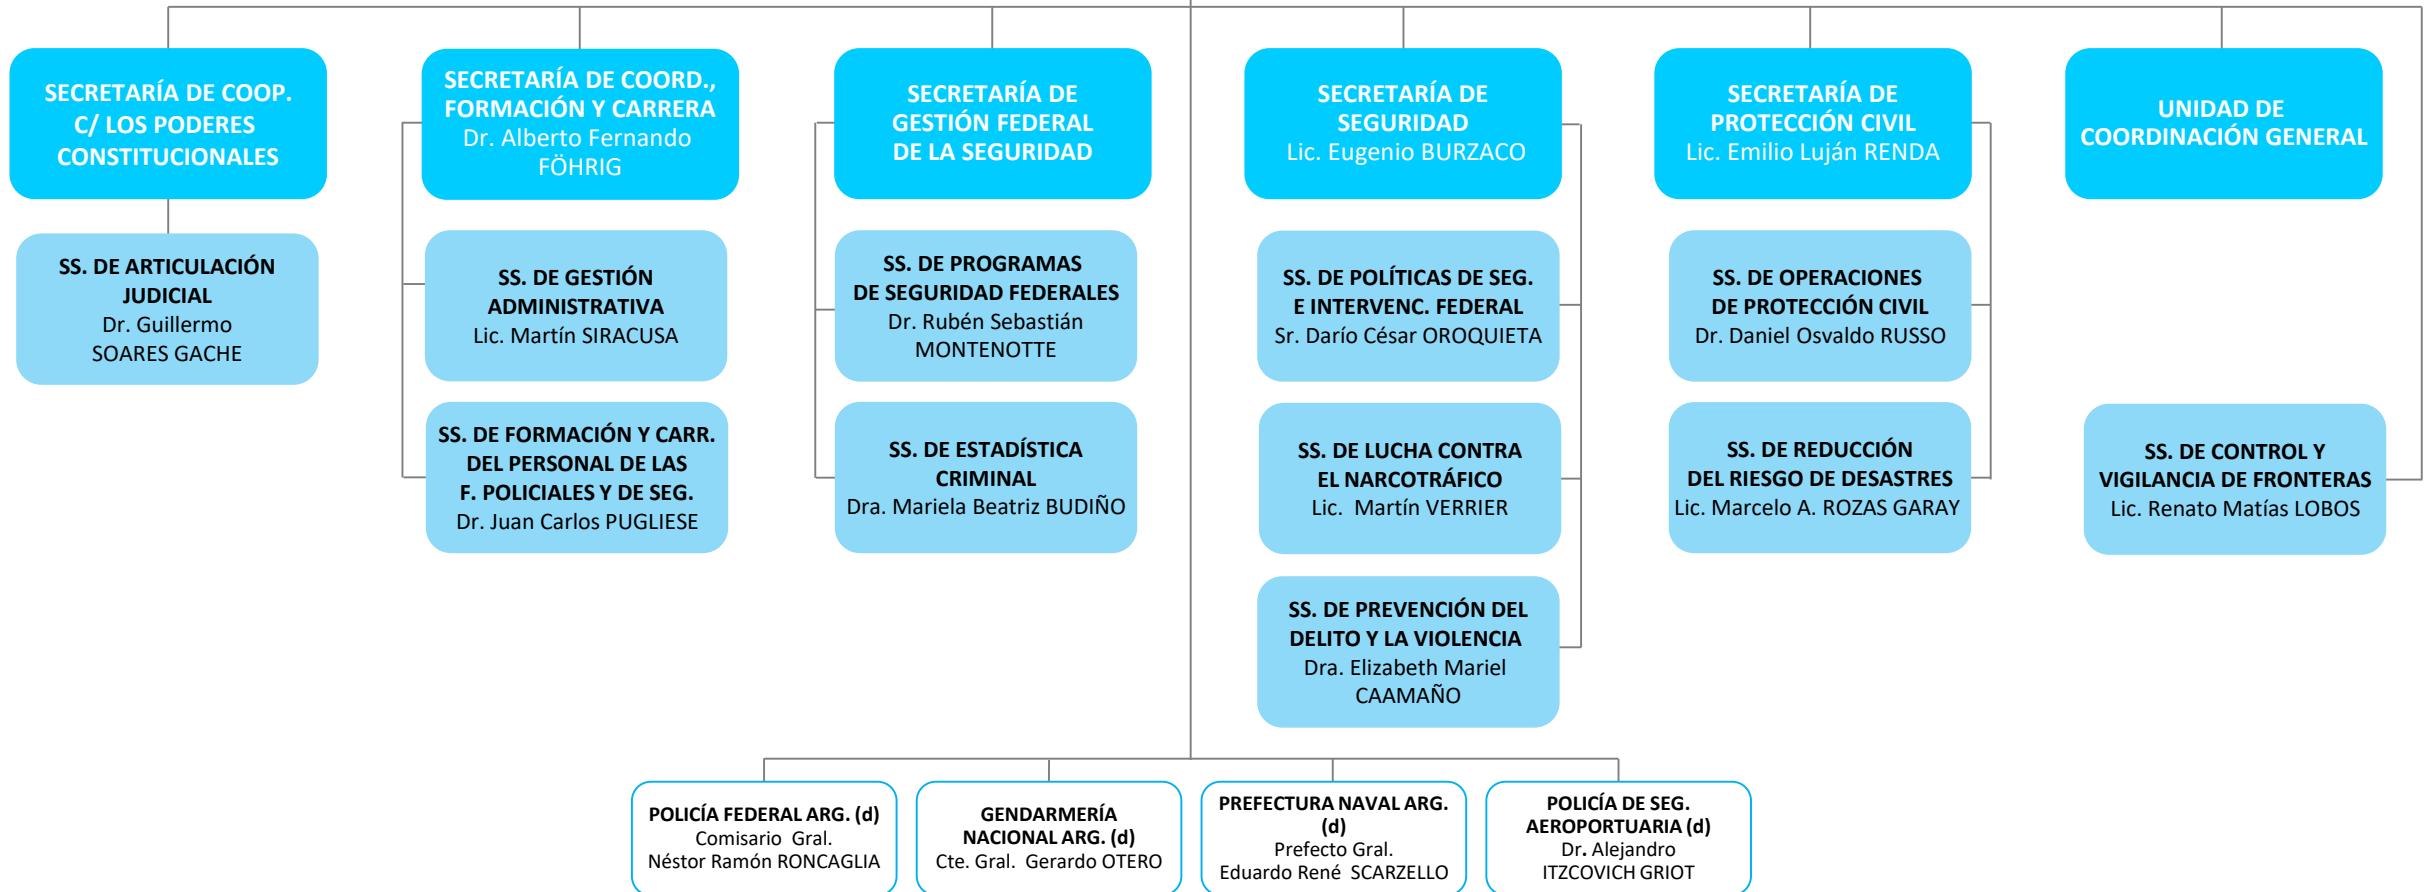 SECRETARÍA DE COOP.
C/ LOS PODERES
CONSTITUCIONALES
SECRETARÍA DE COORD.,
FORMACIÓN Y CARRERA
Dr. Alberto Fernando
FÖHRIG
SECRETARÍA DE
GESTIÓN FEDERAL
DE LA SEGURIDAD
SECRETARÍA DE
SEGURIDAD
Lic. Eugenio BURZACO
SECRETARÍA DE
PROTECCIÓN CIVIL
Lic. Emilio Luján RENDA
UNIDAD DE
COORDINACIÓN GENERAL
SS. DE ARTICULACIÓN
JUDICIAL
Dr. Guillermo
SOARES GACHE
SS. DE GESTIÓN
ADMINISTRATIVA
Lic. Martín SIRACUSA
SS. DE PROGRAMAS
DE SEGURIDAD FEDERALES
Dr. Rubén Sebastián
MONTENOTTE
SS. DE POLÍTICAS DE SEG.
E INTERVENC. FEDERAL
Sr. Darío César OROQUIETA
SS. DE OPERACIONES
DE PROTECCIÓN CIVIL
Dr. Daniel Osvaldo RUSSO
SS. DE FORMACIÓN Y CARR.
DEL PERSONAL DE LAS
F. POLICIALES Y DE SEG.
Dr. Juan Carlos PUGLIESE
SS. DE ESTADÍSTICA
CRIMINAL
Dra. Mariela Beatriz BUDIÑO
SS. DE LUCHA CONTRA
EL NARCOTRÁFICO
Lic. Martín VERRIER
SS. DE REDUCCIÓN
DEL RIESGO DE DESASTRES
Lic. Marcelo A. ROZAS GARAY
SS. DE CONTROL Y
VIGILANCIA DE FRONTERAS
Lic. Renato Matías LOBOS
SS. DE PREVENCIÓN DEL
DELITO Y LA VIOLENCIA
Dra. Elizabeth Mariel
CAAMAÑO
POLICÍA FEDERAL ARG. (d)
Comisario Gral.
Néstor Ramón RONCAGLIA
GENDARMERÍA
NACIONAL ARG. (d)
Cte. Gral. Gerardo OTERO
PREFECTURA NAVAL ARG.
(d)
Prefecto Gral.
Eduardo René SCARZELLO
POLICÍA DE SEG.
AEROPORTUARIA (d)
Dr. Alejandro
ITZCOVICH GRIOT